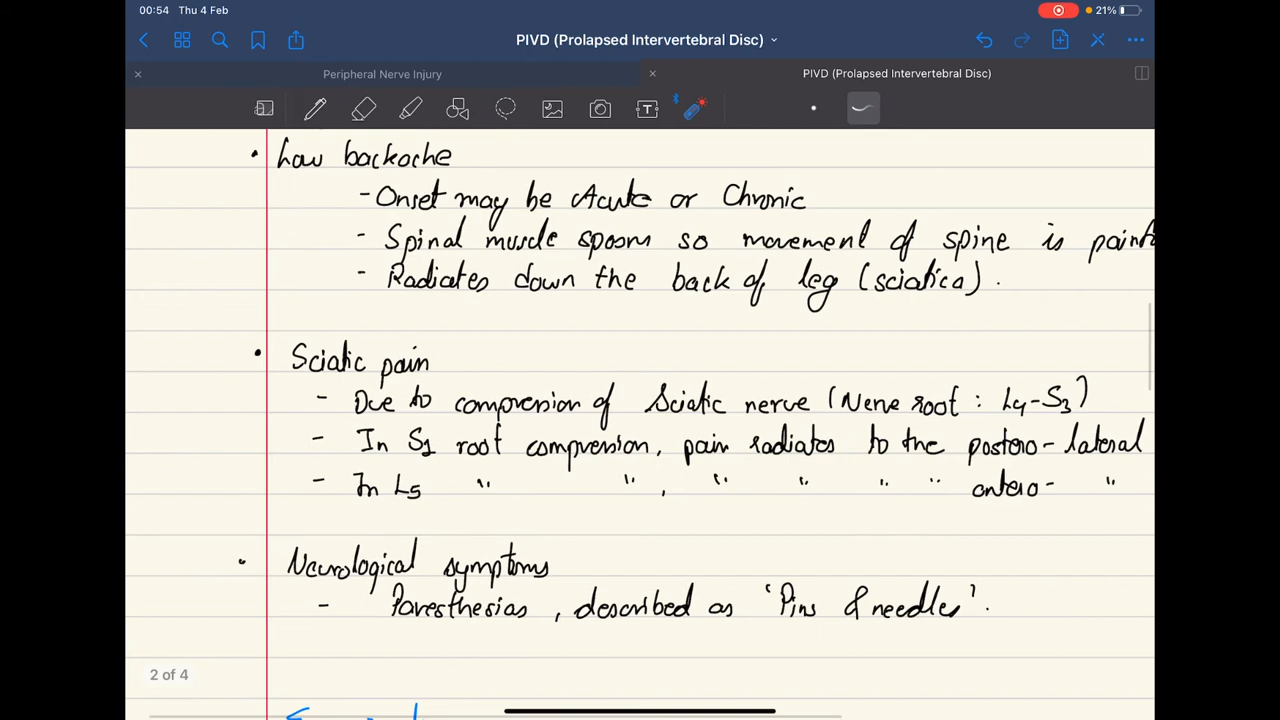 00:54 Thu 4 Feb 21%
PIVD (Prolapsed Intervertebral Disc)
Peripheral Nerve Injury PIVD (Prolapsed Intervertebral Disc)
• Low backache
- Onset may be Acute or Chronic
- Spinal muscle spasm so movement of spine is painf
- Radiates down the back of leg (sciatica).
• Sciatic pain
- Due to compression of Sciatic nerve (Nerve root : L4-S3)
- In S1 root compression, pain radiates to the postero-lateral
- In L5 " " , " " " antero- "
• Neurological symptoms
- Paresthesias, described as 'Pins & needles'.
2 of 4